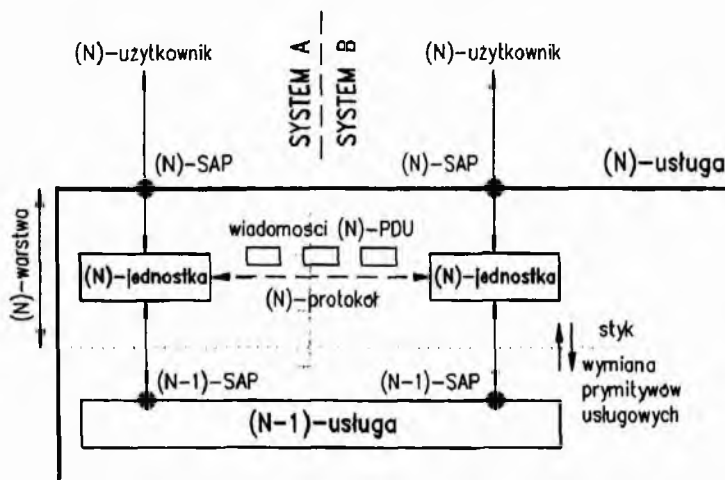 (N)-użytkownik
SYSTEM A
SYSTEM B
(N)-użytkownik
(N)-SAP
(N)-SAP
(N)-usługa
(N)-warstwa
wiadomości (N)-PDU
(N)-jednostka
(N)-jednostka
(N)-protokół
styk
wymiana
prymitywów
usługowych
(N-1)-SAP
(N-1)-SAP
(N-1)-usługa